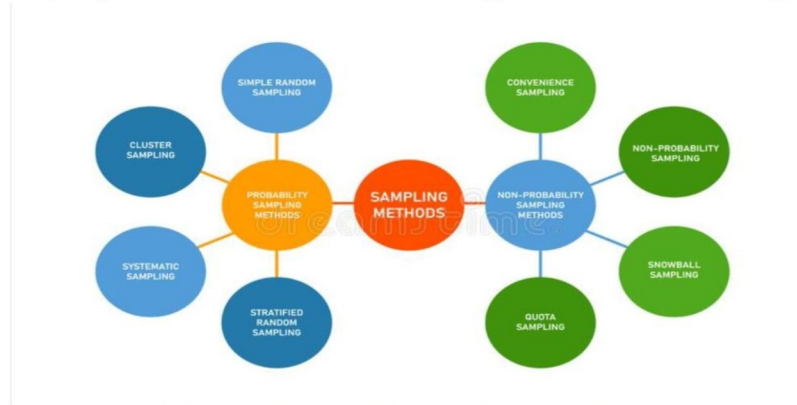 SIMPLE RANDOM
SAMPLING
CONVENIENCE
SAMPLING
CLUSTER
SAMPLING
NON-PROBABILITY
SAMPLING
PROBABILITY
SAMPLING
METHODS
SAMPLING
METHODS
NON-PROBABILITY
SAMPLING
METHODS
dreamstime
SYSTEMATIC
SAMPLING
SNOWBALL
SAMPLING
STRATIFIED
RANDOM
SAMPLING
QUOTA
SAMPLING